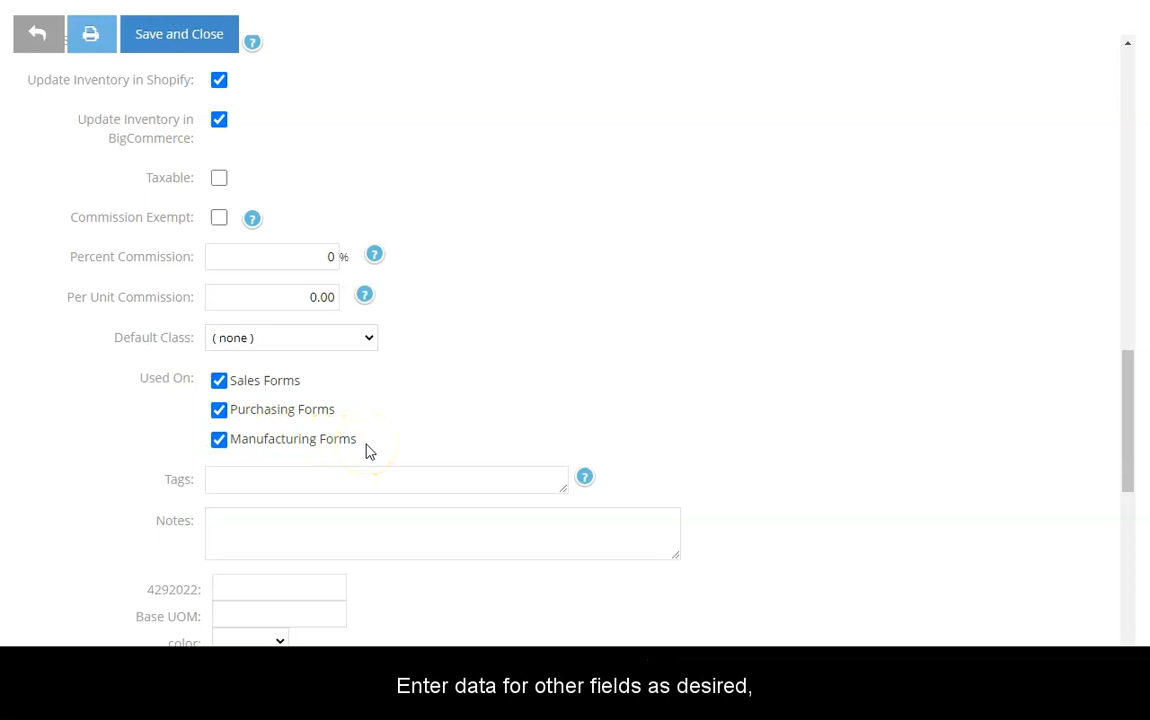 Save and Close
?
Update Inventory in Shopify:
Update Inventory in
BigCommerce:
Taxable:
Commission Exempt: ?
Percent Commission: 0 % ?
Per Unit Commission: 0.00 ?
Default Class: ( none )
Used On: Sales Forms
Purchasing Forms
Manufacturing Forms
Tags: ?
Notes:
4292022:
Base UOM:
color:
Enter data for other fields as desired,